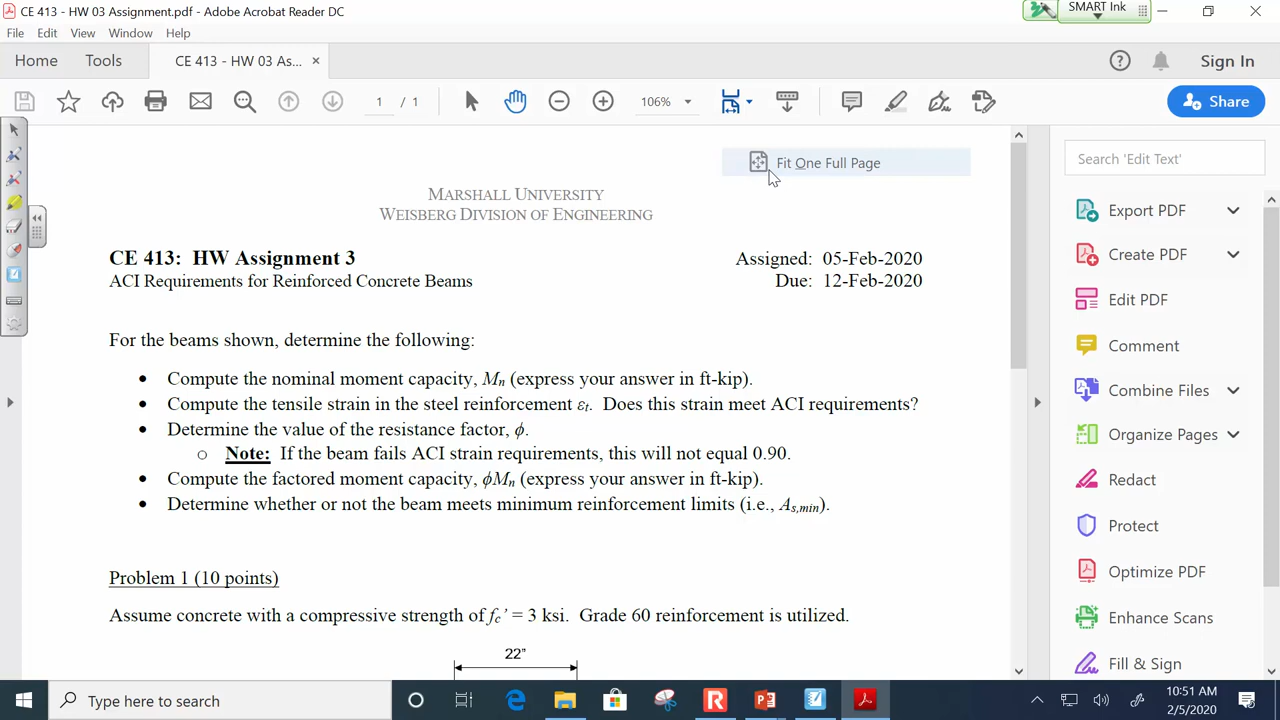 CE 413 - HW 03 Assignment.pdf - Adobe Acrobat Reader DC
SMART Ink
File Edit View Window Help
Home Tools CE 413 - HW 03 As... × Sign In
1 / 1 106% Share
Fit One Full Page
Search 'Edit Text'
MARSHALL UNIVERSITY
WEISBERG DIVISION OF ENGINEERING
CE 413: HW Assignment 3 Assigned: 05-Feb-2020
ACI Requirements for Reinforced Concrete Beams Due: 12-Feb-2020
For the beams shown, determine the following:
• Compute the nominal moment capacity, Mn (express your answer in ft-kip).
• Compute the tensile strain in the steel reinforcement εt. Does this strain meet ACI requirements?
• Determine the value of the resistance factor, ϕ.
o Note: If the beam fails ACI strain requirements, this will not equal 0.90.
• Compute the factored moment capacity, ϕMn (express your answer in ft-kip).
• Determine whether or not the beam meets minimum reinforcement limits (i.e., As,min).
Problem 1 (10 points)
Assume concrete with a compressive strength of fc’ = 3 ksi. Grade 60 reinforcement is utilized.
22”
Export PDF
Create PDF
Edit PDF
Comment
Combine Files
Organize Pages
Redact
Protect
Optimize PDF
Enhance Scans
Fill & Sign
Type here to search
10:51 AM
2/5/2020